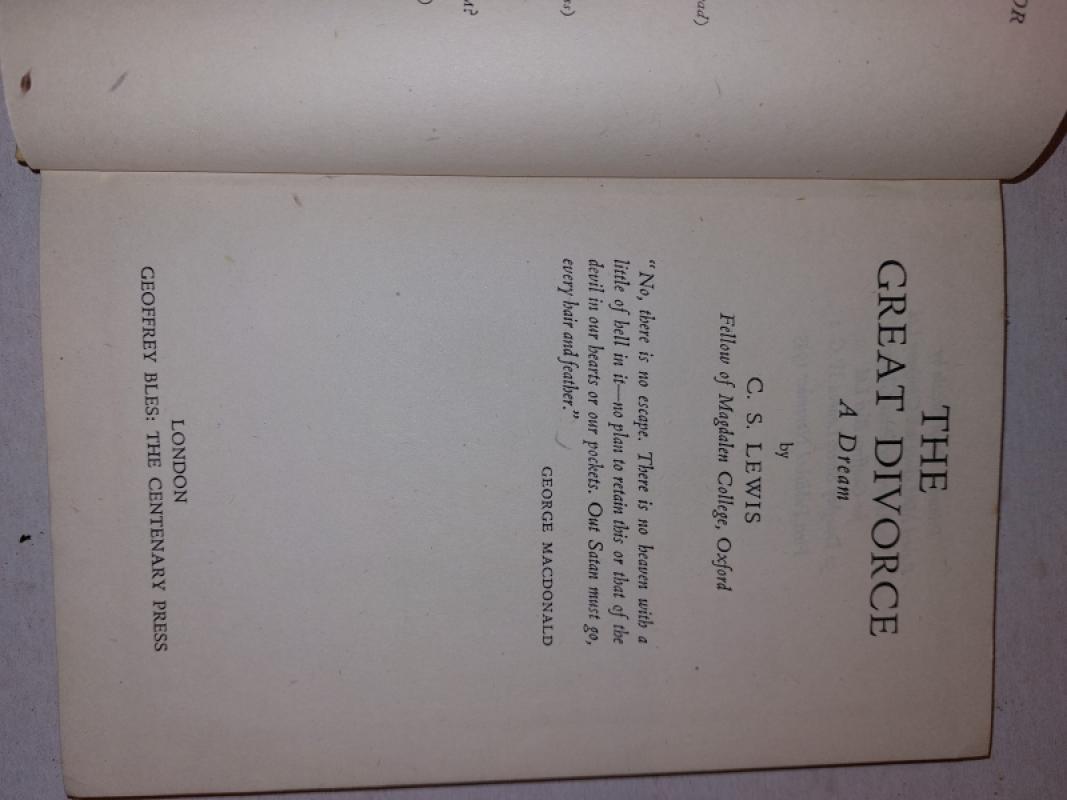 THE
GREAT DIVORCE
A Dream
by
C. S. LEWIS
Fellow of Magdalen College, Oxford
“No, there is no escape. There is no heaven with a
little of hell in it—no plan to retain this or that of the
devil in our hearts or our pockets. Out Satan must go,
every hair and feather.”
GEORGE MACDONALD
LONDON
GEOFFREY BLES: THE CENTENARY PRESS